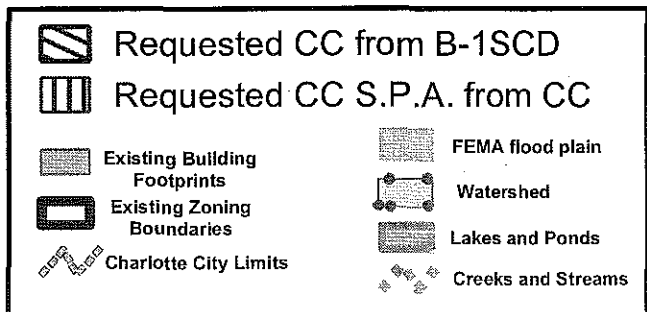 Requested CC from B-1SCD
Requested CC S.P.A. from CC
Existing Building
Footprints
Existing Zoning
Boundaries
Charlotte City Limits
FEMA flood plain
Watershed
Lakes and Ponds
Creeks and Streams